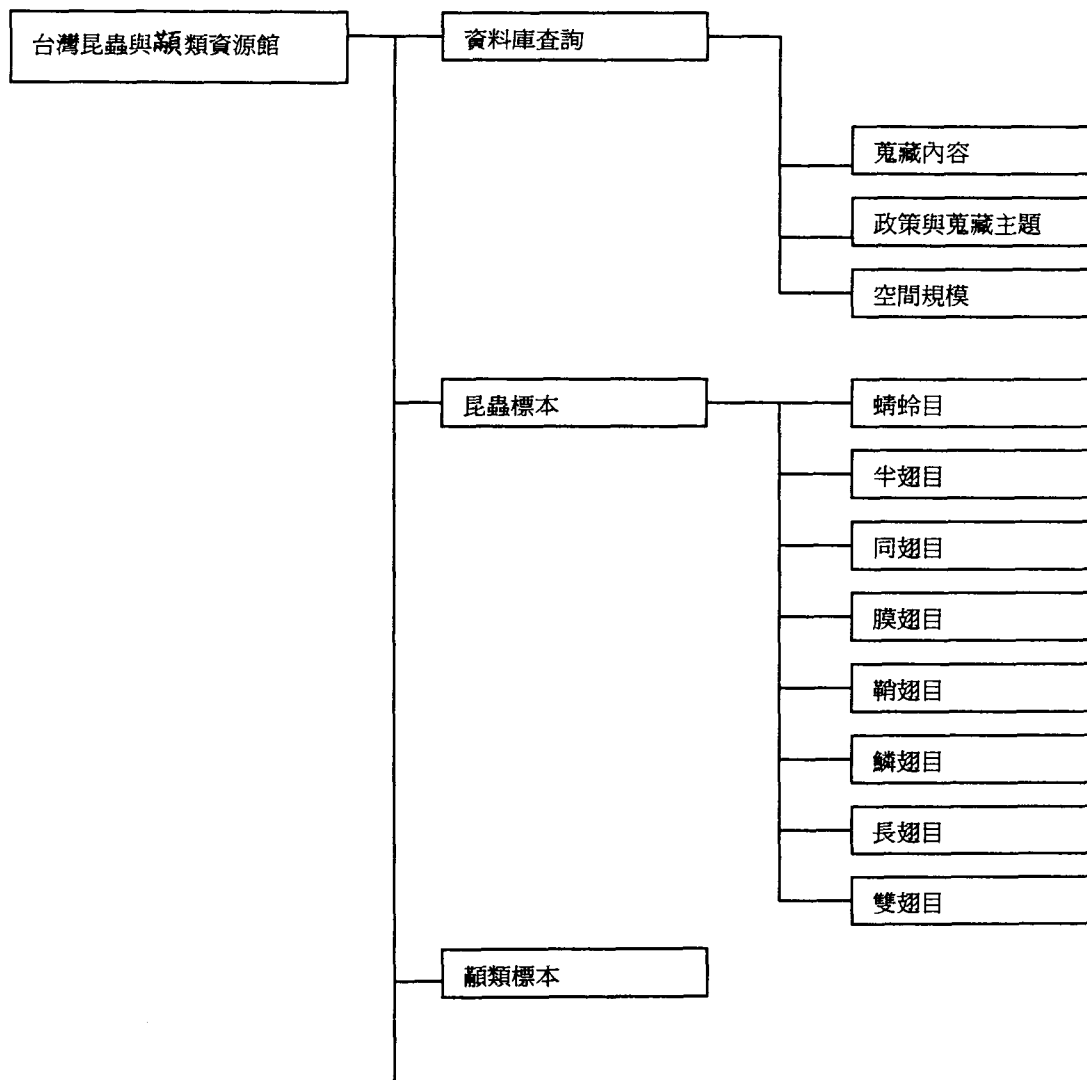 台灣昆蟲與顢類資源館
資料庫查詢
蒐藏內容
政策與蒐藏主題
空間規模
昆蟲標本
蜻蛉目
半翅目
同翅目
膜翅目
鞘翅目
鱗翅目
長翅目
雙翅目
顢類標本